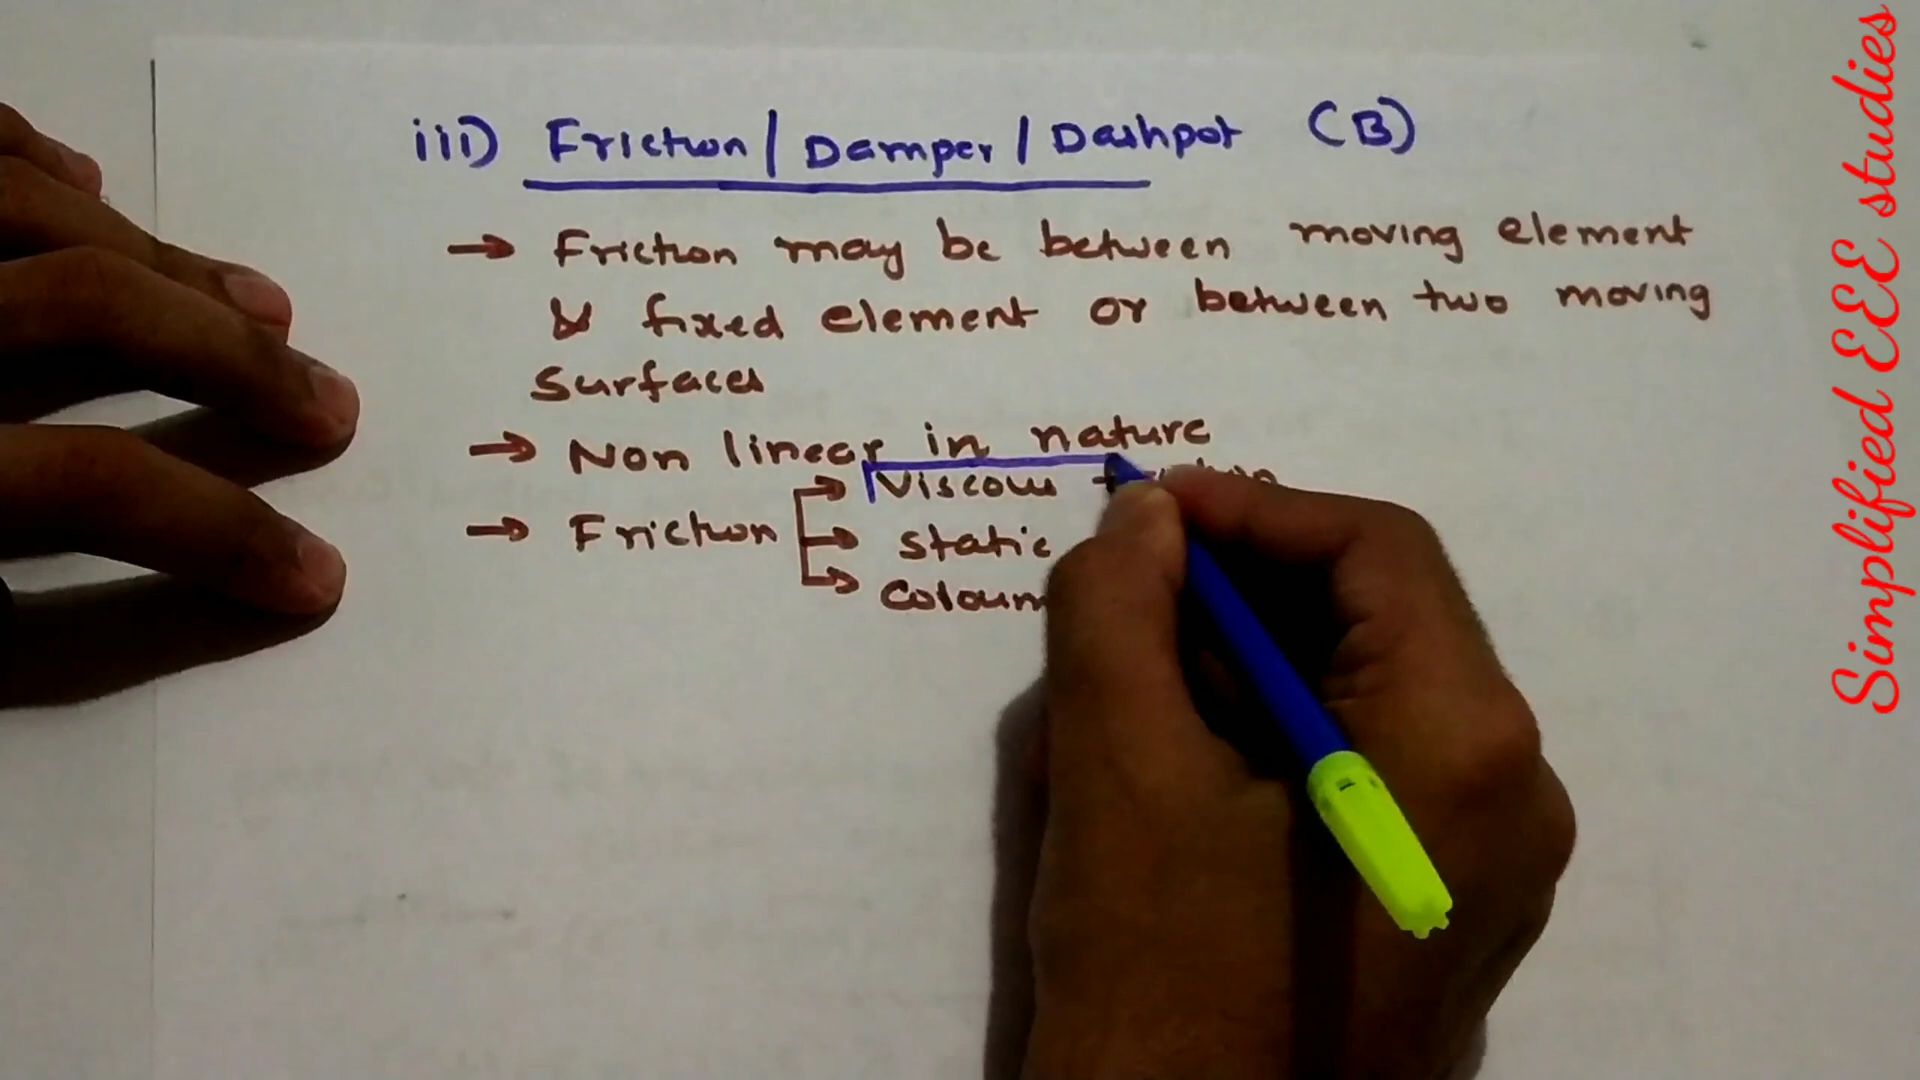 iii) Friction / Damper / Dashpot (B)
→ Friction may be between moving element
& fixed element or between two moving
surfaces
→ Non linear in nature
→ Viscous
→ Friction → static
→
Simplified EEE studies